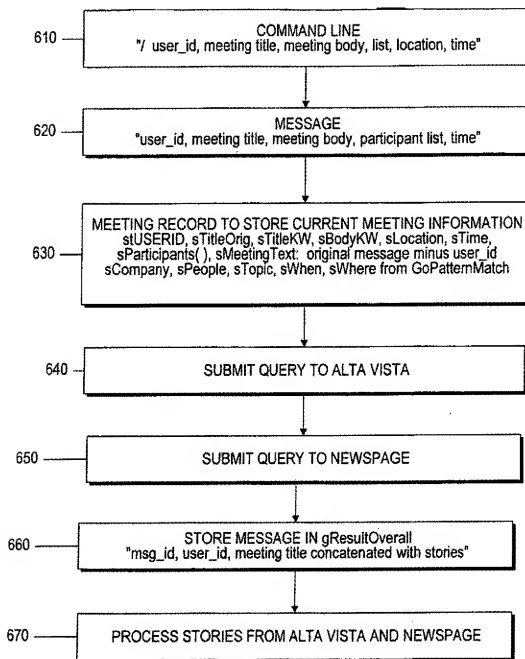 610
COMMAND LINE
"/ user_id, meeting title, meeting body, list, location, time"
620
MESSAGE
"user_id, meeting title, meeting body, participant list, time"
630
MEETING RECORD TO STORE CURRENT MEETING INFORMATION
stUSERID, sTitleOrig, sTitleKW, sBodyKW, sLocation, sTime,
sParticipants( ), sMeetingText: original message minus user_id
sCompany, sPeople, sTopic, sWhen, sWhere from GoPatternMatch
640
SUBMIT QUERY TO ALTA VISTA
650
SUBMIT QUERY TO NEWSPAGE
660
STORE MESSAGE IN gResultOverall
"msg_id, user_id, meeting title concatenated with stories"
670
PROCESS STORIES FROM ALTA VISTA AND NEWSPAGE